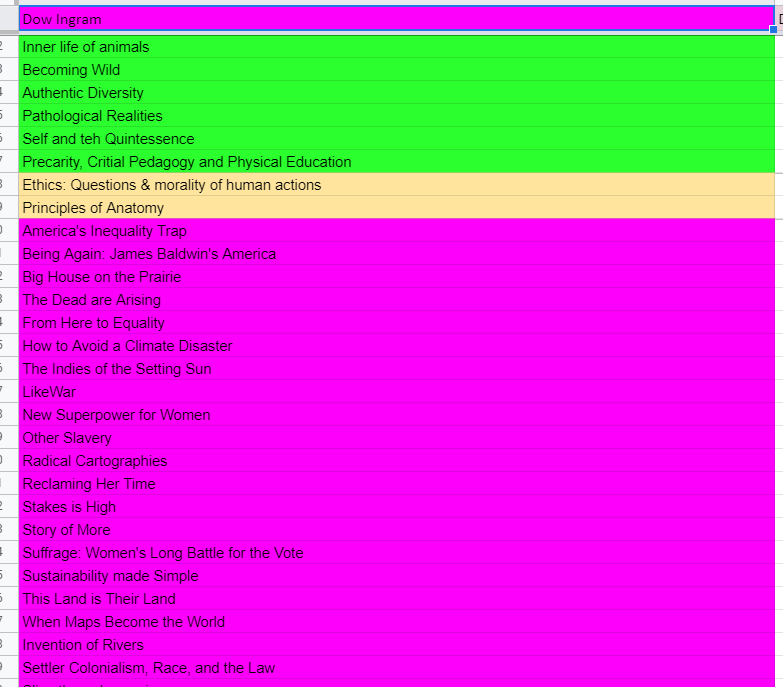 Dow Ingram
Inner life of animals
Becoming Wild
Authentic Diversity
Pathological Realities
Self and teh Quintessence
Precarity, Critial Pedagogy and Physical Education
Ethics: Questions & morality of human actions
Principles of Anatomy
America's Inequality Trap
Being Again: James Baldwin's America
Big House on the Prairie
The Dead are Arising
From Here to Equality
How to Avoid a Climate Disaster
The Indies of the Setting Sun
LikeWar
New Superpower for Women
Other Slavery
Radical Cartographies
Reclaming Her Time
Stakes is High
Story of More
Suffrage: Women's Long Battle for the Vote
Sustainability made Simple
This Land is Their Land
When Maps Become the World
Invention of Rivers
Settler Colonialism, Race, and the Law